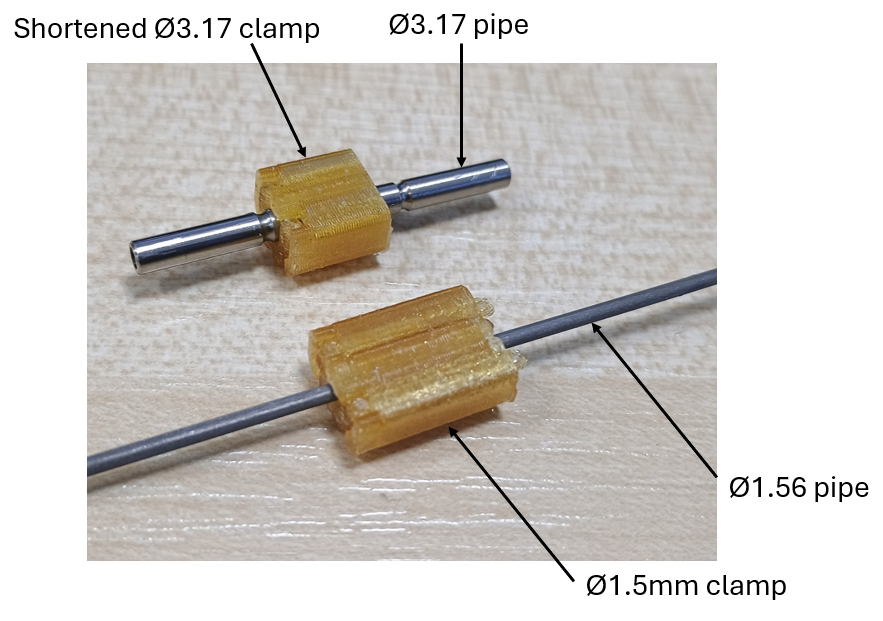 Shortened Ø3.17 clamp
Ø3.17 pipe
Ø1.56 pipe
Ø1.5mm clamp